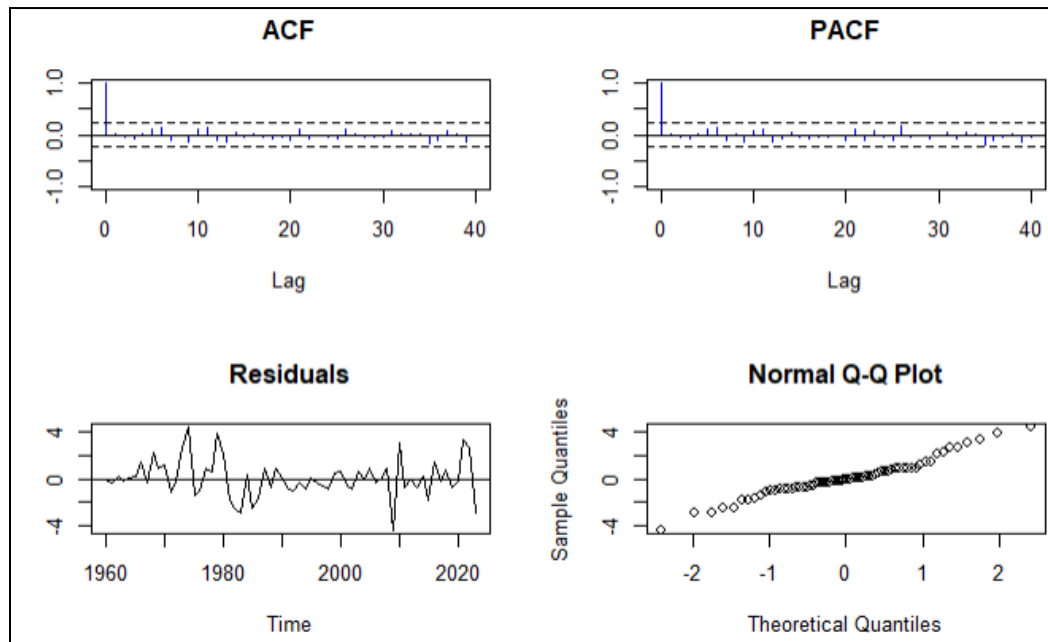 ACF
1.0
0.0
-1.0
0 10 20 30 40
Lag
PACF
1.0
0.0
-1.0
0 10 20 30 40
Lag
Residuals
4
0
-4
1960 1980 2000 2020
Time
Normal Q-Q Plot
Sample Quantiles
4
0
-4
-2 -1 0 1 2
Theoretical Quantiles